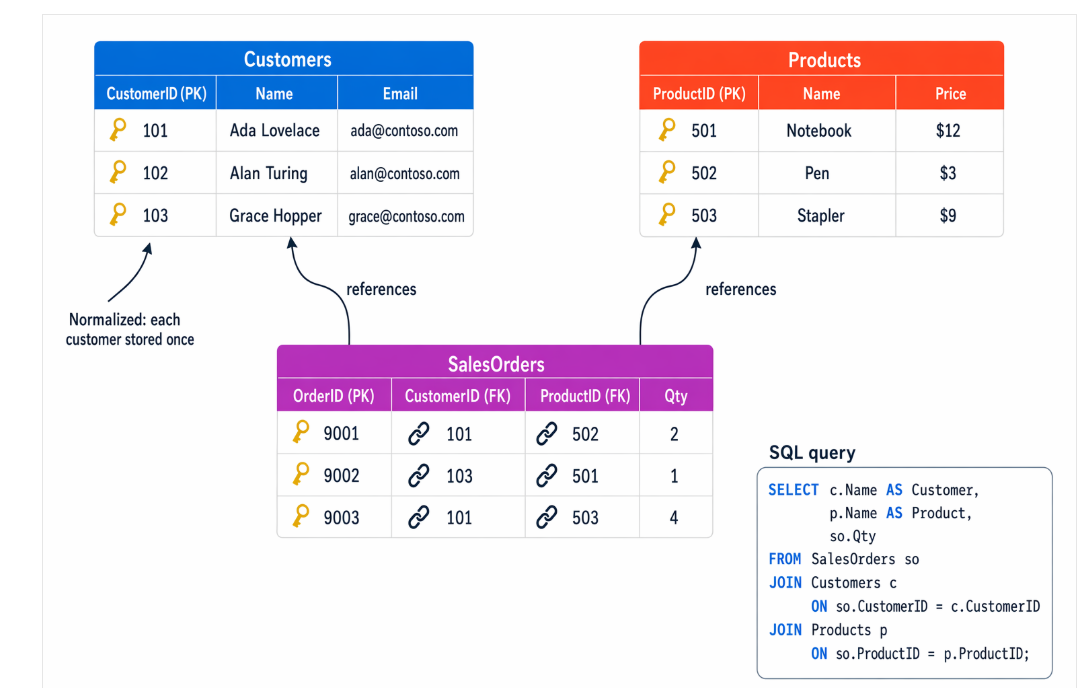 Customers
CustomerID (PK) Name Email
101 Ada Lovelace ada@contoso.com
102 Alan Turing alan@contoso.com
103 Grace Hopper grace@contoso.com
Products
ProductID (PK) Name Price
501 Notebook $12
502 Pen $3
503 Stapler $9
references
references
Normalized: each
customer stored once
SalesOrders
OrderID (PK) CustomerID (FK) ProductID (FK) Qty
9001 101 502 2
9002 103 501 1
9003 101 503 4
SQL query
SELECT c.Name AS Customer,
p.Name AS Product,
so.Qty
FROM SalesOrders so
JOIN Customers c
ON so.CustomerID = c.CustomerID
JOIN Products p
ON so.ProductID = p.ProductID;